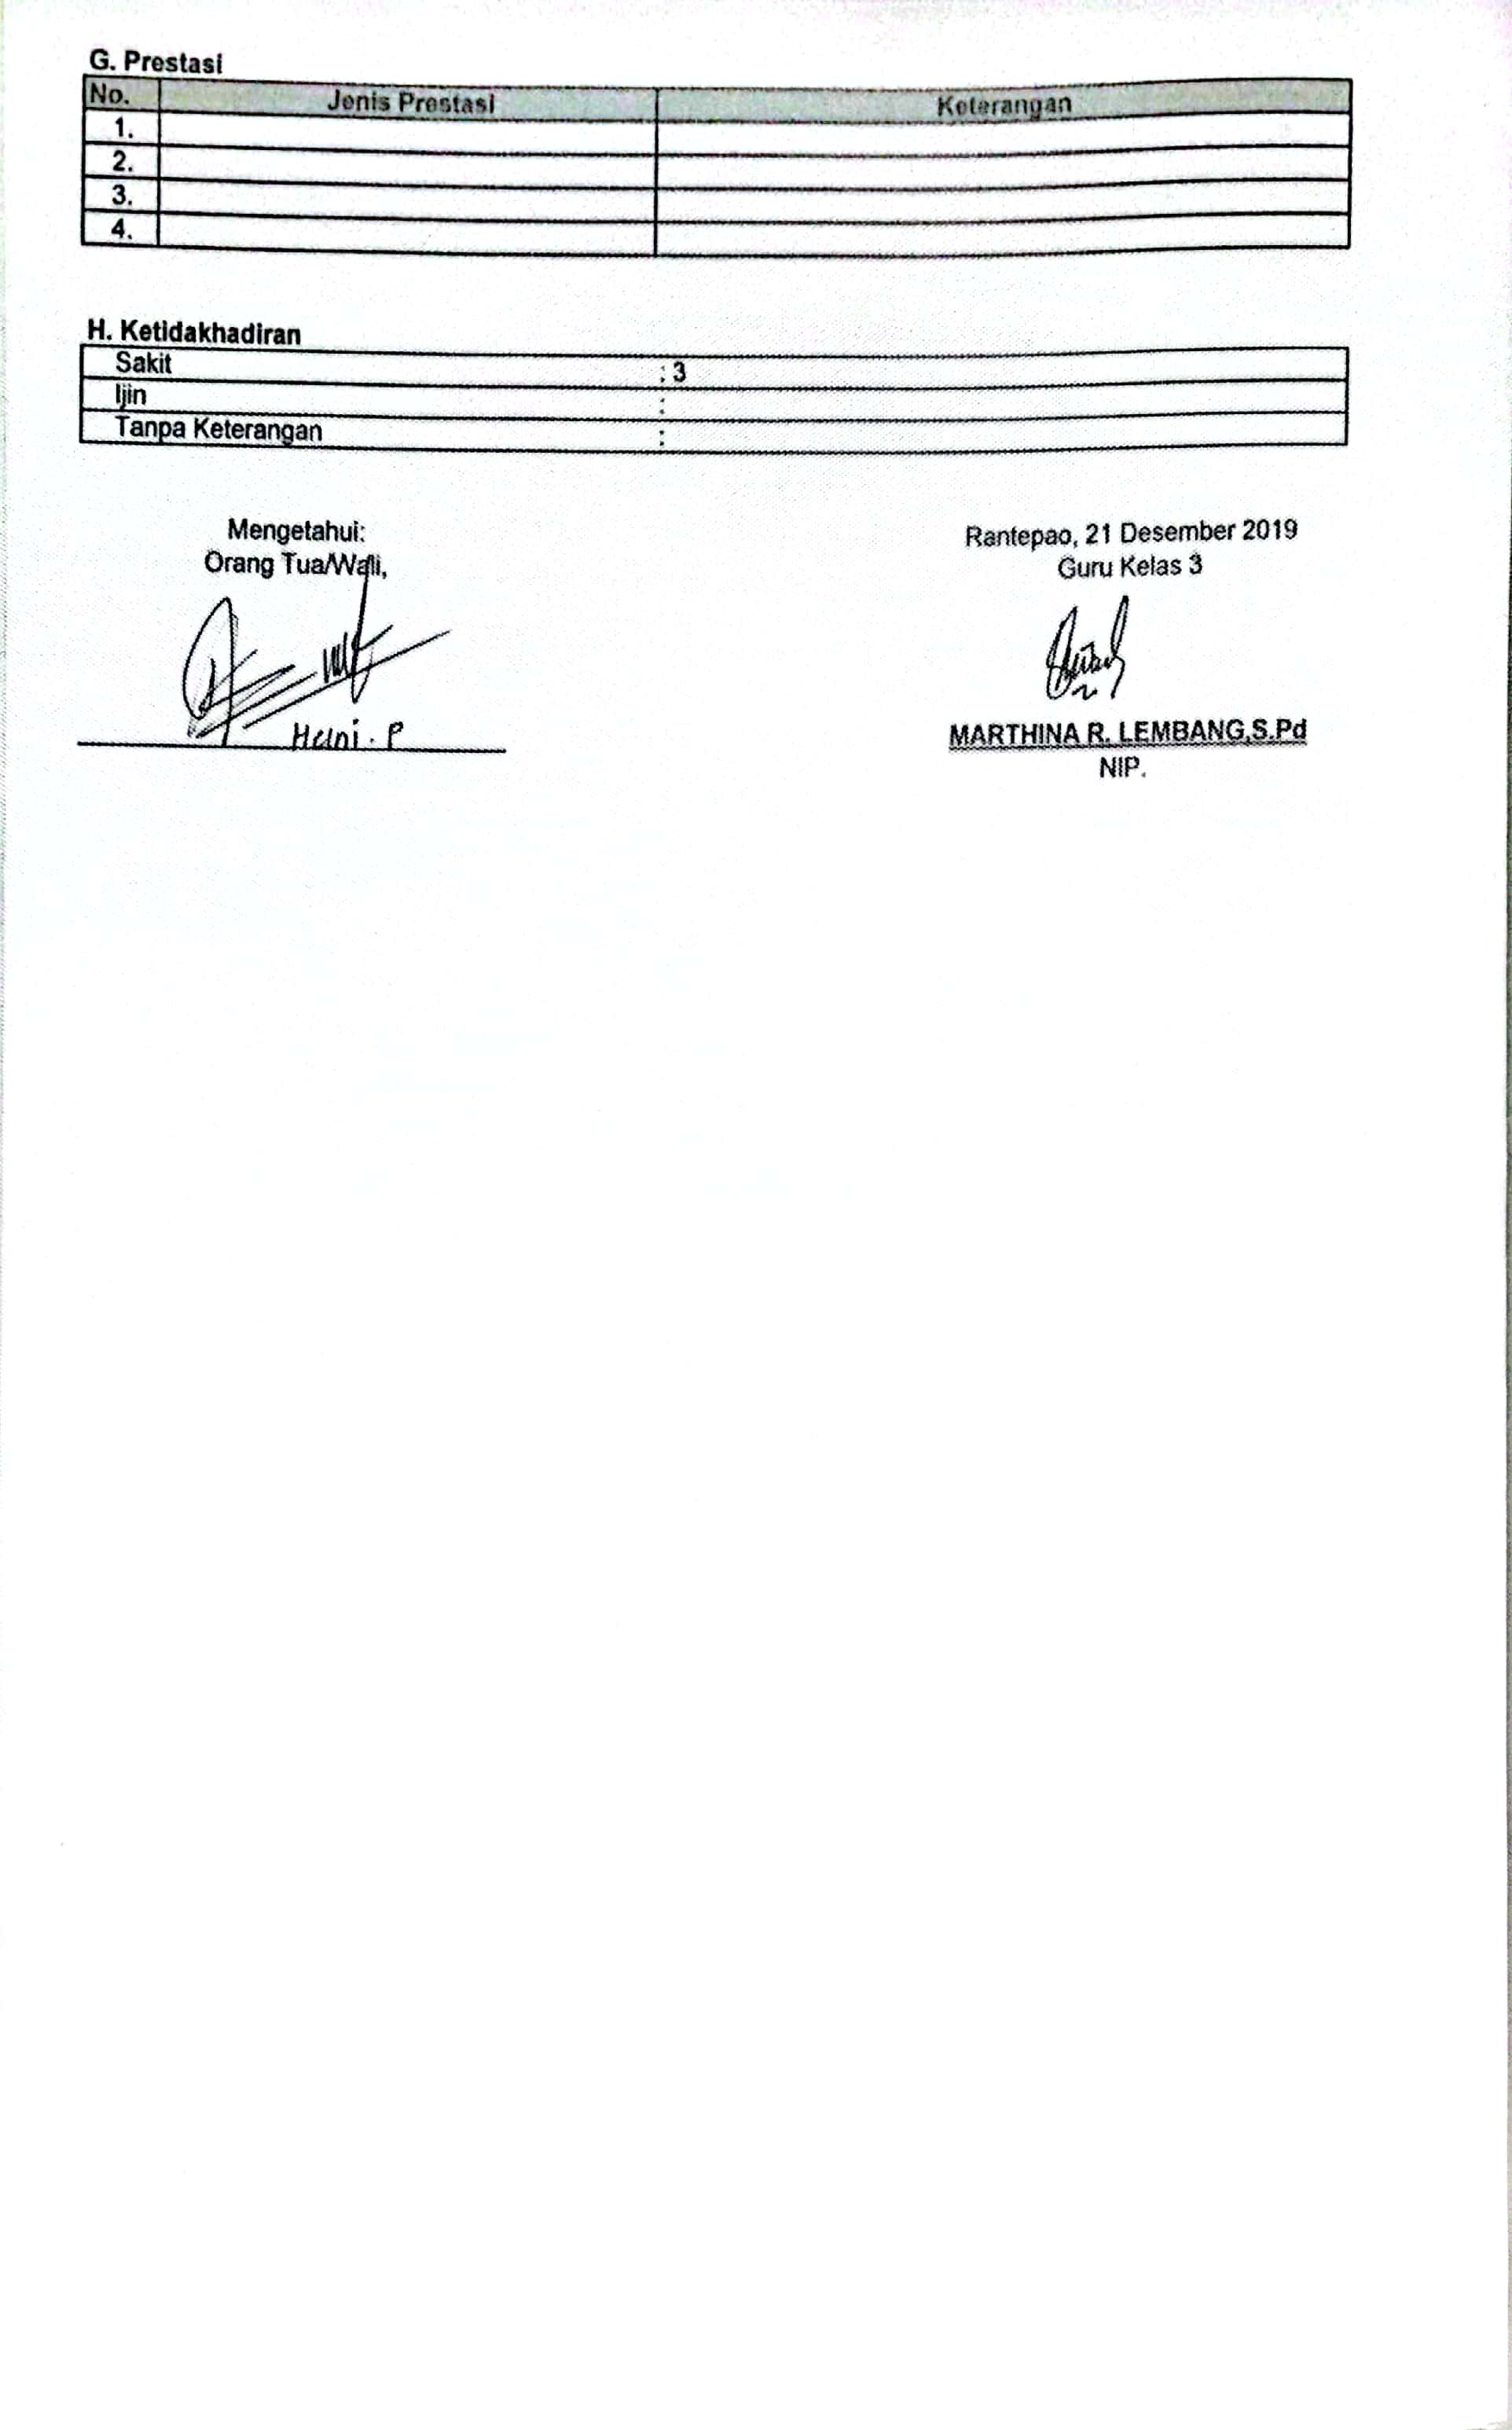 G. Prestasi
No. Jenis Prestasi Keterangan
1.
2.
3.
4.
H. Ketidakhadiran
Sakit : 3
Ijin :
Tanpa Keterangan :
Mengetahui:
Orang Tua/Wali,
Heni. P
Rantepao, 21 Desember 2019
Guru Kelas 3
MARTHINA R. LEMBANG,S.Pd
NIP.